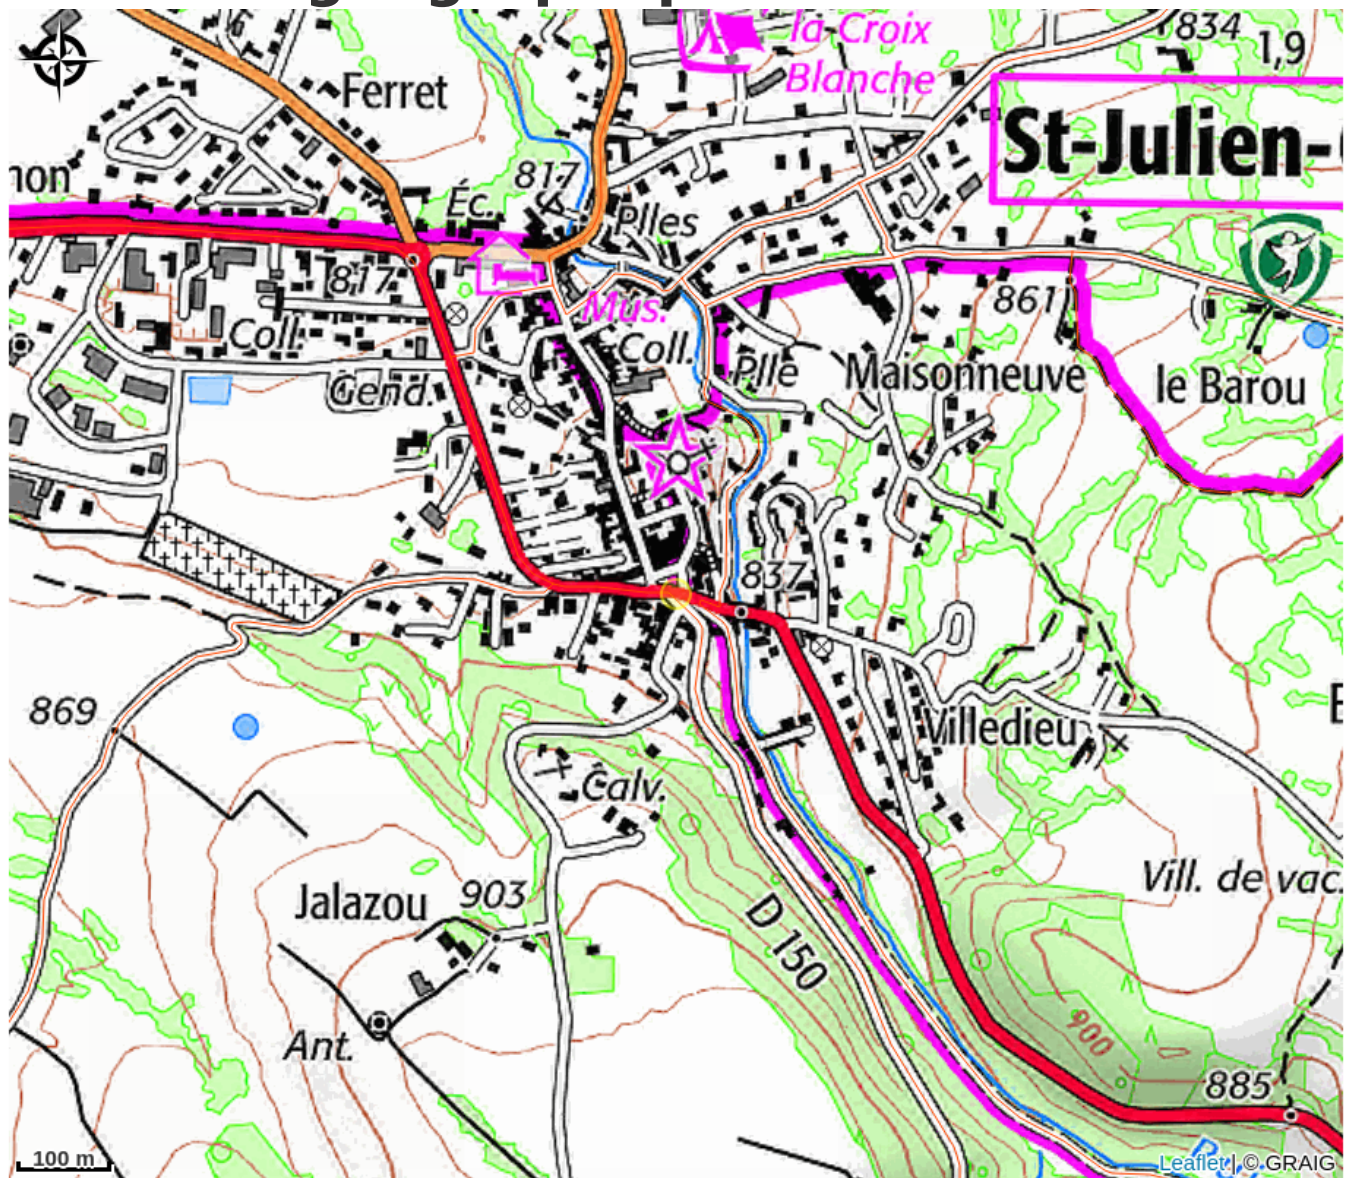 la Croix
Blanche
834
1,9
Ferret
St-Julien-
817
non
Éc.
Plles
817
861
Mus.
Coll.
Coll.
Plle
Maisonneuve
Gend.
le Barou
837
869
Villedieu
Calv.
Vill. de vac.
Jalazou
903
D 150
900
Ant.
885
100 m
Leaflet | © GRAIG